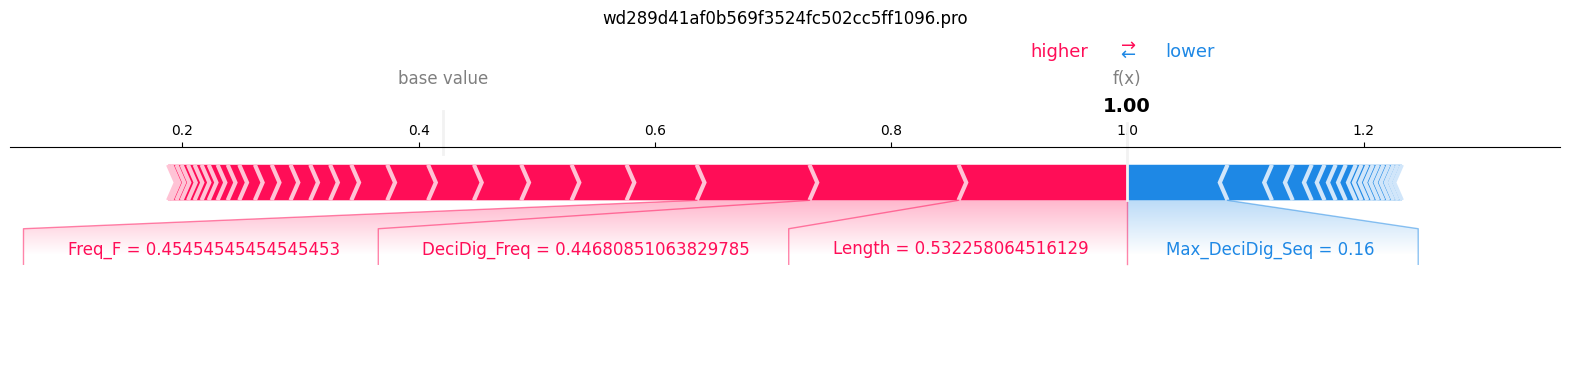 wd289d41af0b569f3524fc502cc5ff1096.pro
higher ⇄ lower
base value f(x)
1.00
0.2 0.4 0.6 0.8 1.0 1.2
Freq_F = 0.45454545454545453 DeciDig_Freq = 0.44680851063829785 Length = 0.532258064516129 Max_DeciDig_Seq = 0.16